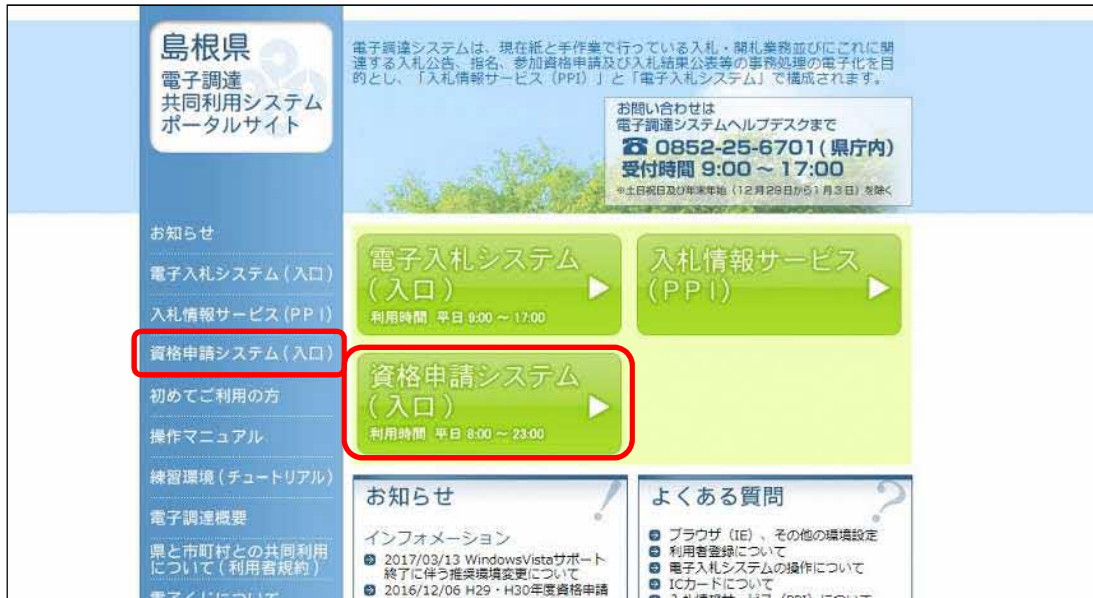 島根県
電子調達
共同利用システム
ポータルサイト
電子調達システムは、現在紙と手作業で行っている入札・開札業務並びにこれに関
連する入札公告、指名、参加資格申請及び入札結果公表等の事務処理の電子化を目
的とし、「入札情報サービス（PPI）」と「電子入札システム」で構成されます。
お問い合わせは
電子調達システムヘルプデスクまで
☎ 0852-25-6701(県庁内)
受付時間 9:00 ～ 17:00
※土日祝日及び年末年始（12月29日から1月3日）を除く
お知らせ
電子入札システム(入口)
入札情報サービス(PPI)
資格申請システム(入口)
初めてご利用の方
操作マニュアル
練習環境(チュートリアル)
電子調達概要
県と市町村との共同利用
について(利用者規約)
電子くじについて
電子入札システム
(入口)
利用時間 平日 9:00 ～ 17:00
入札情報サービス
(PPI)
資格申請システム
(入口)
利用時間 平日 8:00 ～ 23:00
お知らせ
インフォメーション
2017/03/13 WindowsVistaサポート
終了に伴う推奨環境変更について
2016/12/06 H29・H30年度資格申請
よくある質問
ブラウザ（IE）、その他の環境設定
利用者登録について
電子入札システムの操作について
ICカードについて
入札情報サービス（PPI）について